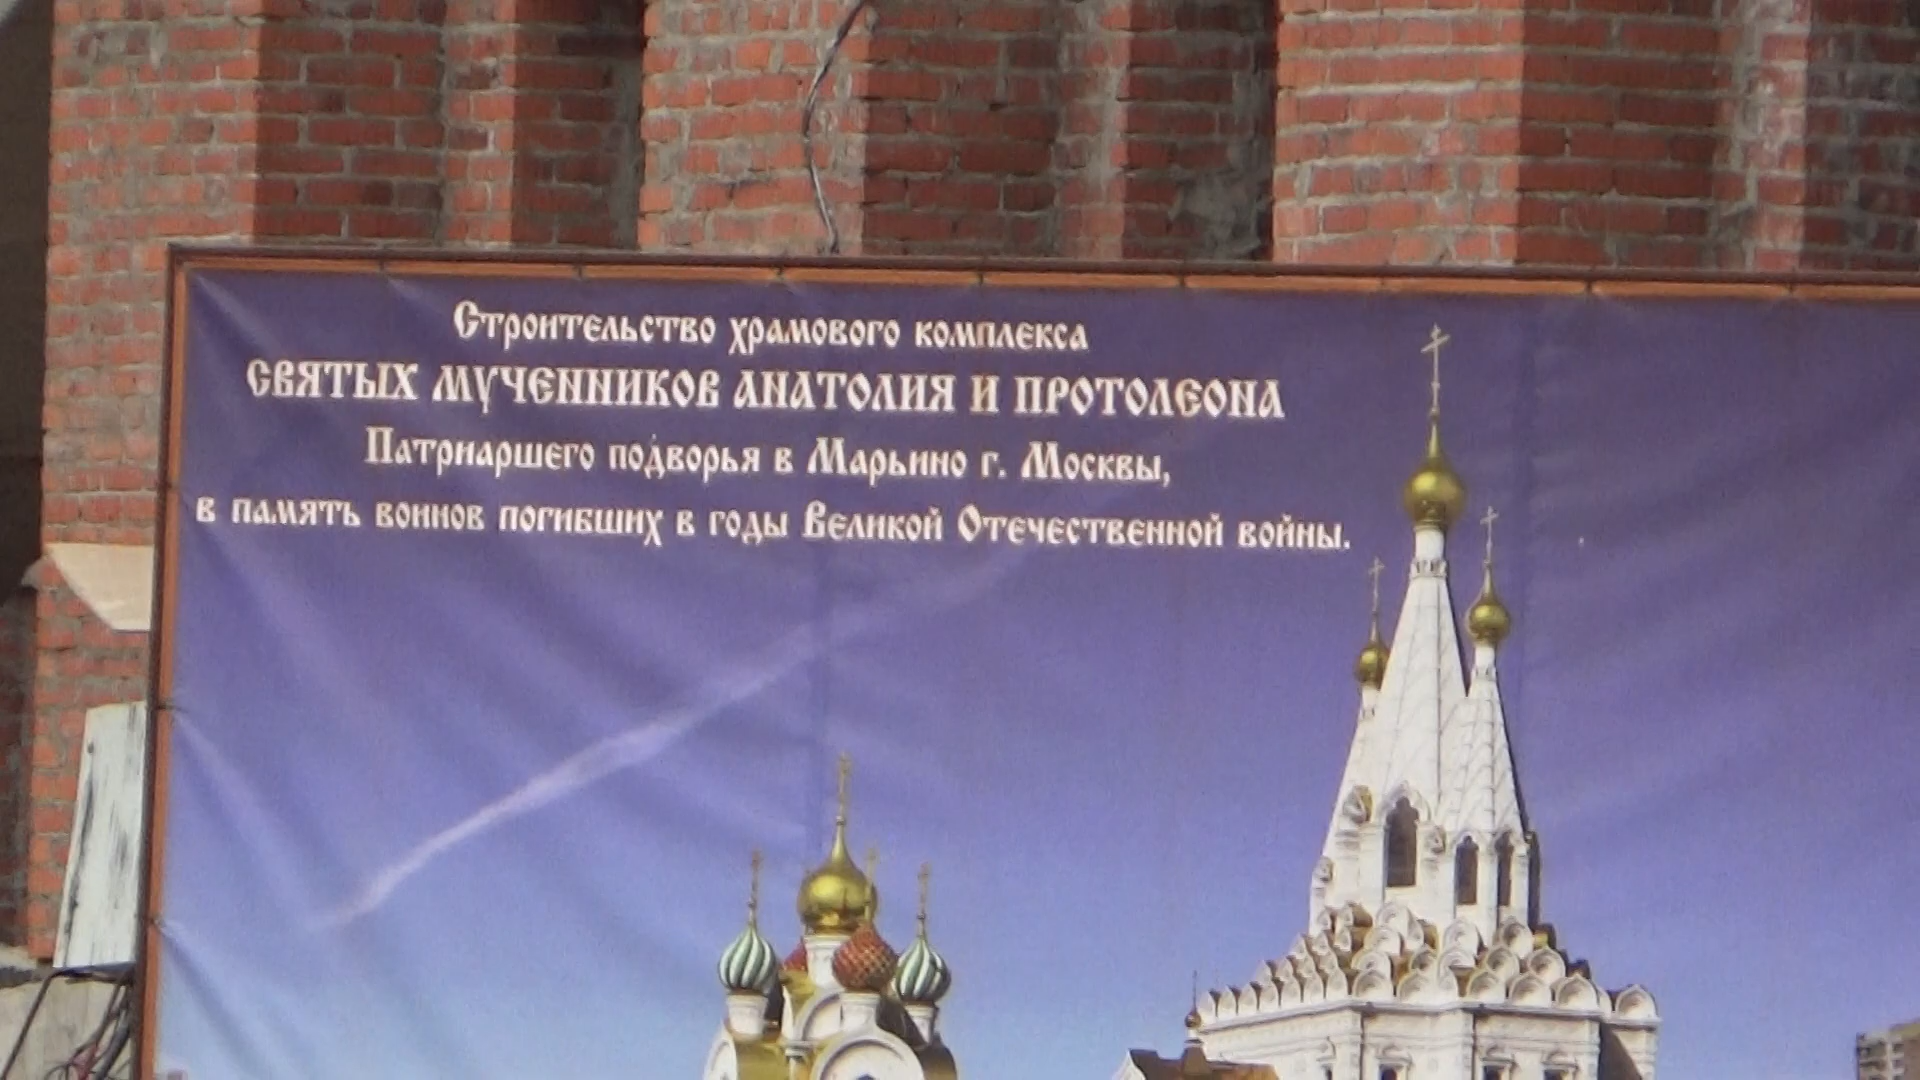 Строительство храмового комплекса
СВЯТЫХ МУЧЕННИКОВ АНАТОЛИЯ И ПРОТОЛЕОНА
Патриаршего подворья в Марьино г. Москвы,
в память воинов погибших в годы Великой Отечественной войны.